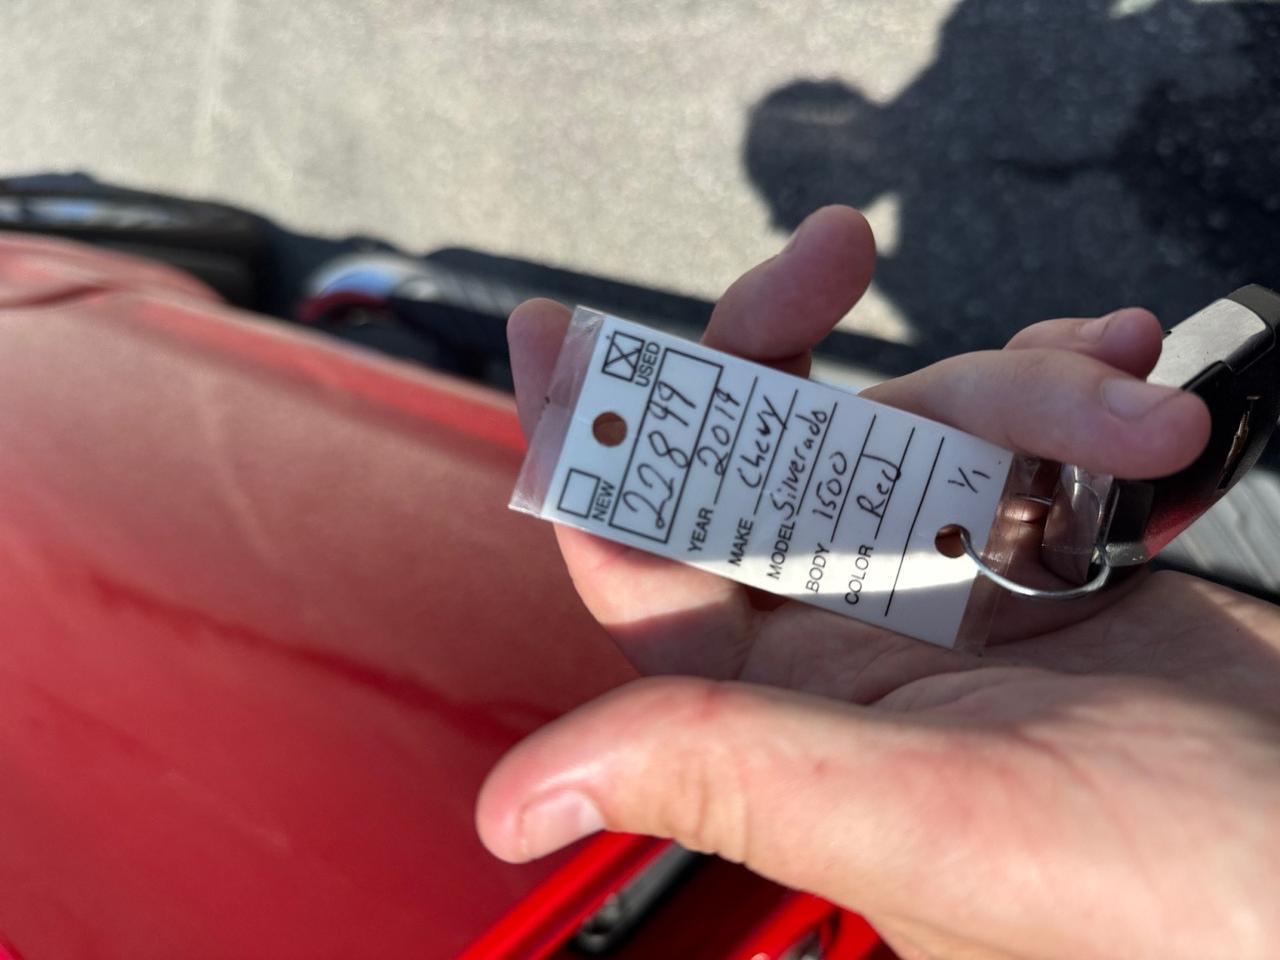 NEW USED
22899
YEAR 2019
MAKE Chevy
MODEL Silverado
BODY 1500
COLOR Red
1/1